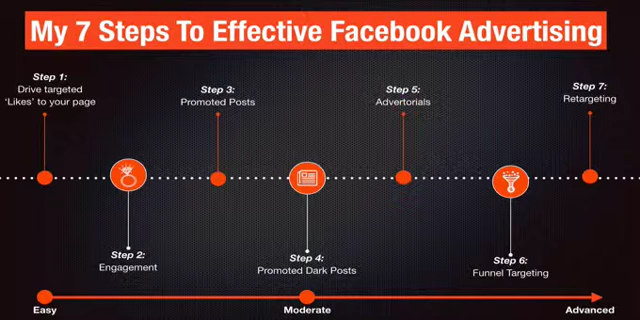 My 7 Steps To Effective Facebook Advertising
Step 1:
Drive targeted
'Likes' to your page
Step 2:
Engagement
Step 3:
Promoted Posts
Step 4:
Promoted Dark Posts
Step 5:
Advertorials
Step 6:
Funnel Targeting
Step 7:
Retargeting
Easy
Moderate
Advanced